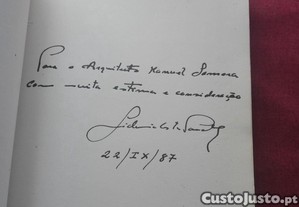 Para o Arquitecto Manuel
com muita estima e consideração
22/IX/87
CustoJusto.pt